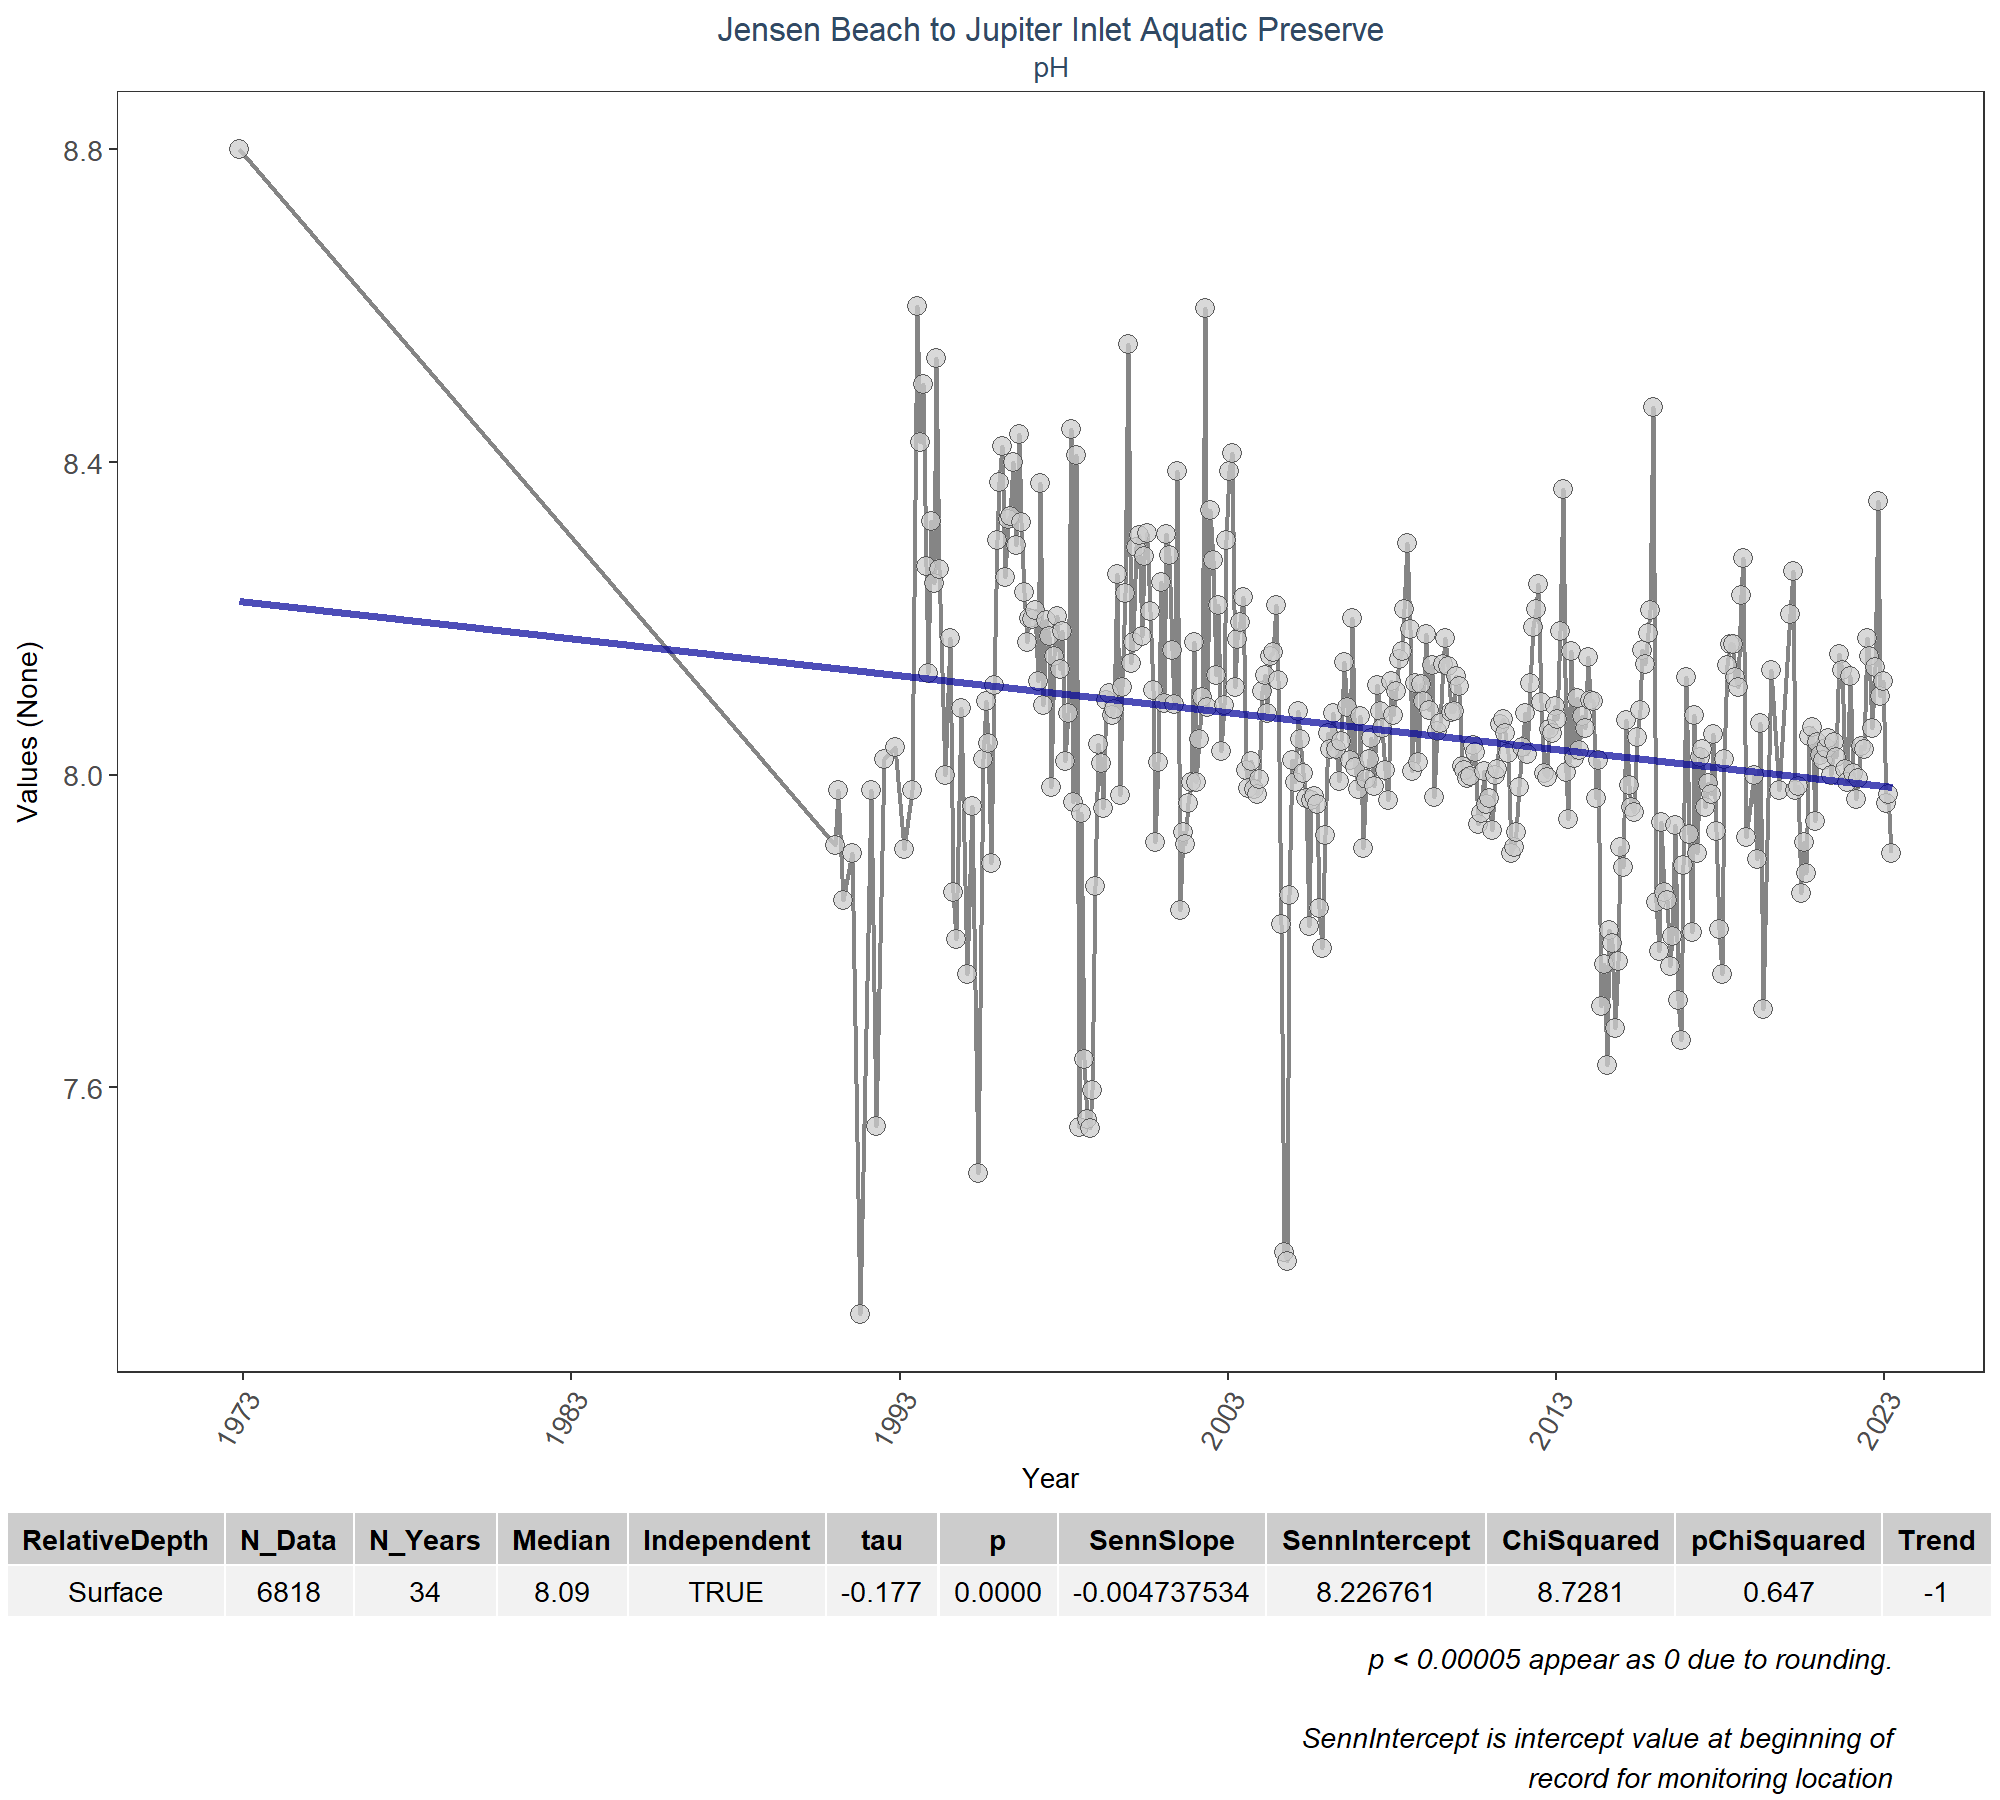 Jensen Beach to Jupiter Inlet Aquatic Preserve
pH
Values (None)
8.8
8.4
8.0
7.6
1973
1983
1993
2003
2013
2023
Year
RelativeDepth N_Data N_Years Median Independent tau p SennSlope SennIntercept ChiSquared pChiSquared Trend
Surface 6818 34 8.09 TRUE -0.177 0.0000 -0.004737534 8.226761 8.7281 0.647 -1
p < 0.00005 appear as 0 due to rounding.
SennIntercept is intercept value at beginning of
record for monitoring location